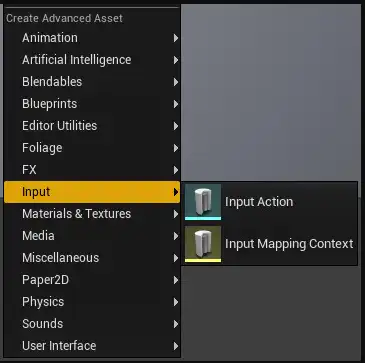 Create Advanced Asset
Animation
Artificial Intelligence
Blendables
Blueprints
Editor Utilities
Foliage
FX
Input
Input Action
Input Mapping Context
Materials & Textures
Media
Miscellaneous
Paper2D
Physics
Sounds
User Interface